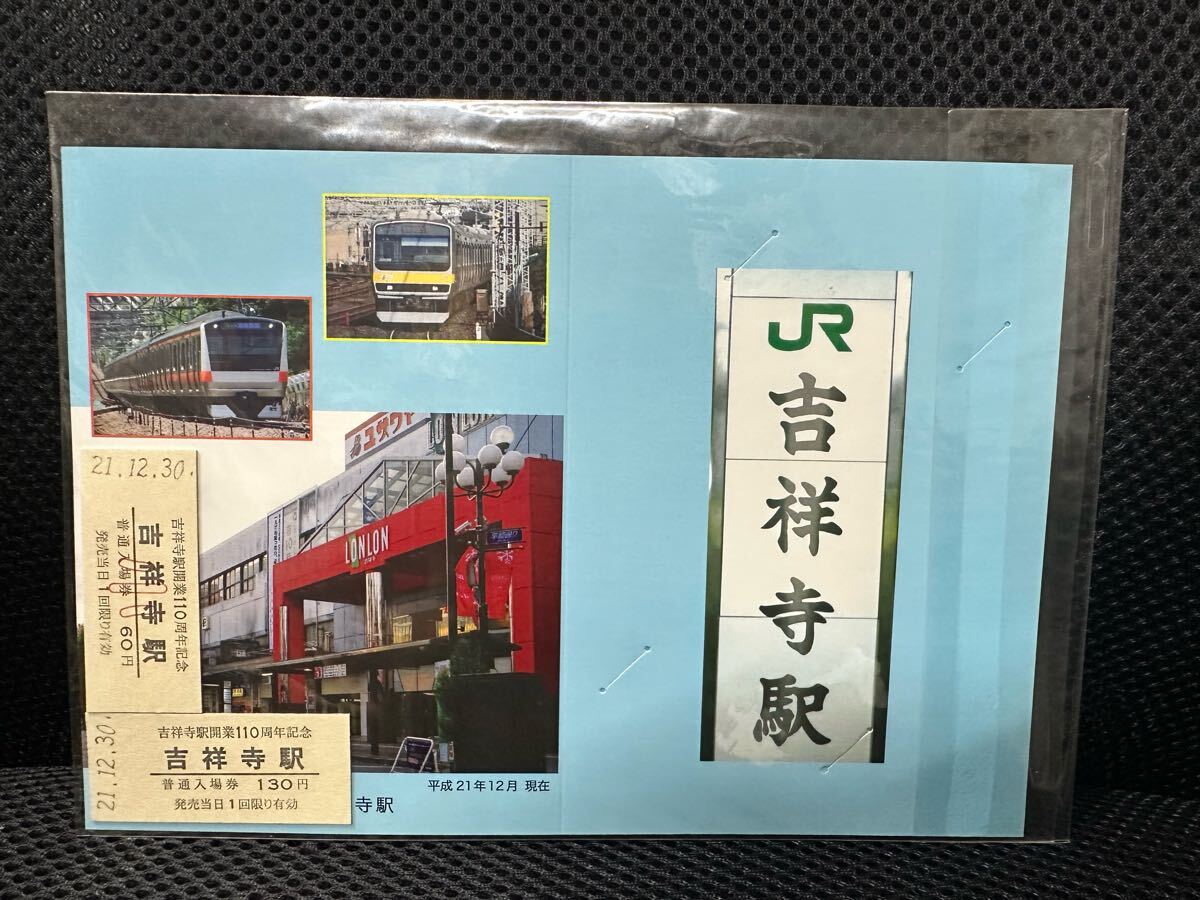 JR
吉祥寺駅
LONLON
ユザワヤ
21.12.30.
吉祥寺駅開業110周年記念
吉祥寺駅
普通入場券 60円
発売当日1回限り有効
21.12.30.
吉祥寺駅開業110周年記念
吉祥寺駅
普通入場券 130円
発売当日1回限り有効
平成21年12月 現在
寺駅